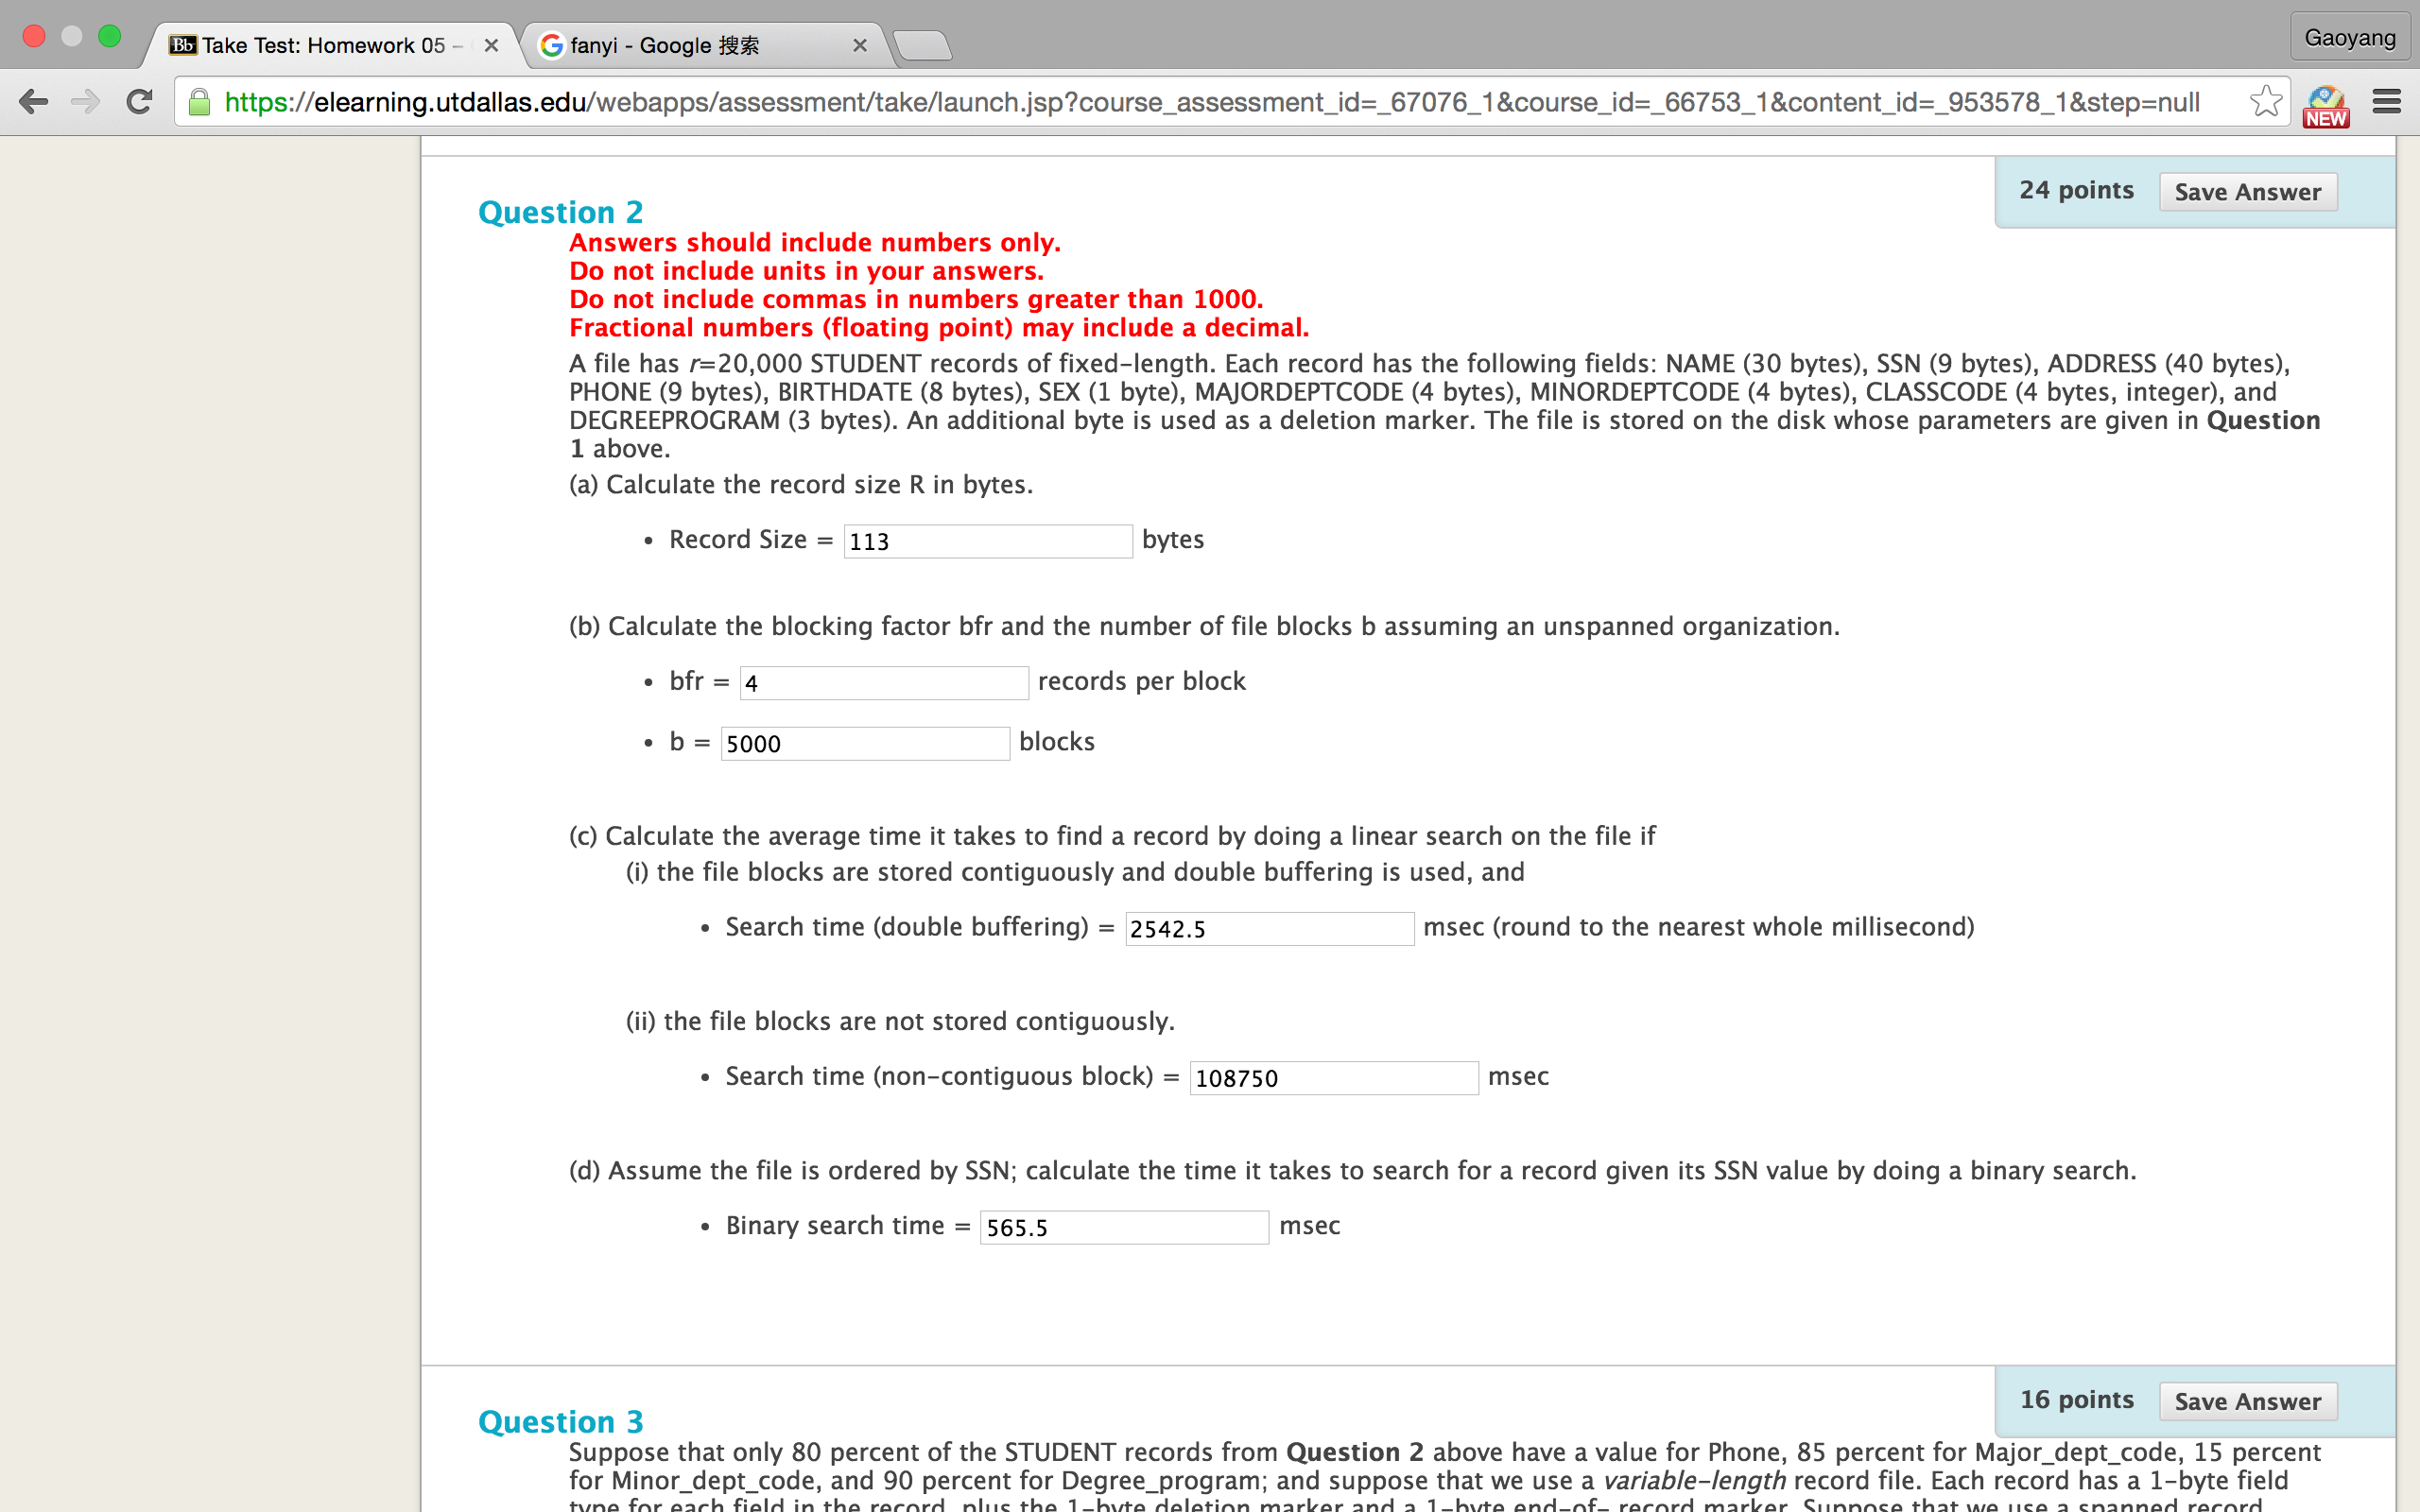 Bb Take Test: Homework 05 –
fanyi - Google 搜索
Gaoyang
https://elearning.utdallas.edu/webapps/assessment/take/launch.jsp?course_assessment_id=_67076_1&course_id=_66753_1&content_id=_953578_1&step=null
NEW
24 points
Save Answer
Question 2
Answers should include numbers only.
Do not include units in your answers.
Do not include commas in numbers greater than 1000.
Fractional numbers (floating point) may include a decimal.
A file has r=20,000 STUDENT records of fixed-length. Each record has the following fields: NAME (30 bytes), SSN (9 bytes), ADDRESS (40 bytes),
PHONE (9 bytes), BIRTHDATE (8 bytes), SEX (1 byte), MAJORDEPTCODE (4 bytes), MINORDEPTCODE (4 bytes), CLASSCODE (4 bytes, integer), and
DEGREEPROGRAM (3 bytes). An additional byte is used as a deletion marker. The file is stored on the disk whose parameters are given in Question
1 above.
(a) Calculate the record size R in bytes.
• Record Size = 113 bytes
(b) Calculate the blocking factor bfr and the number of file blocks b assuming an unspanned organization.
• bfr = 4 records per block
• b = 5000 blocks
(c) Calculate the average time it takes to find a record by doing a linear search on the file if
(i) the file blocks are stored contiguously and double buffering is used, and
• Search time (double buffering) = 2542.5 msec (round to the nearest whole millisecond)
(ii) the file blocks are not stored contiguously.
• Search time (non-contiguous block) = 108750 msec
(d) Assume the file is ordered by SSN; calculate the time it takes to search for a record given its SSN value by doing a binary search.
• Binary search time = 565.5 msec
16 points
Save Answer
Question 3
Suppose that only 80 percent of the STUDENT records from Question 2 above have a value for Phone, 85 percent for Major_dept_code, 15 percent
for Minor_dept_code, and 90 percent for Degree_program; and suppose that we use a variable-length record file. Each record has a 1-byte field
type for each field in the record, plus the 1-byte deletion marker and a 1-byte end-of- record marker. Suppose that we use a spanned record